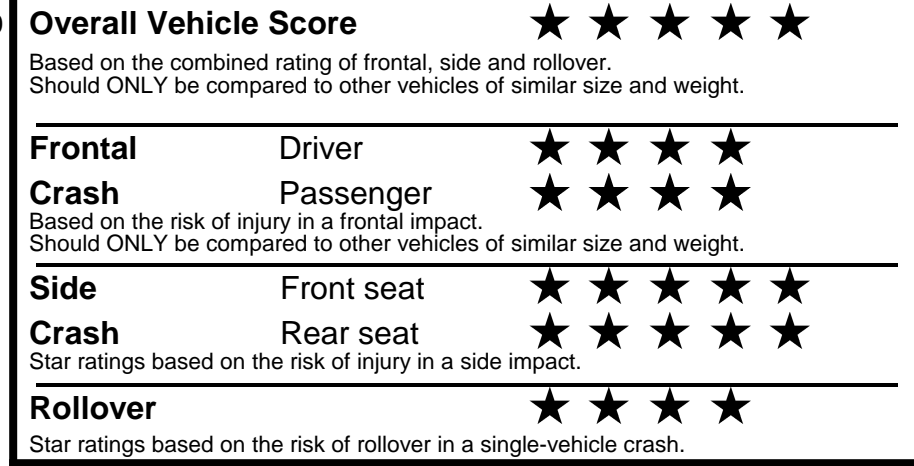 Overall Vehicle Score ★ ★ ★ ★ ★
Based on the combined rating of frontal, side and rollover.
Should ONLY be compared to other vehicles of similar size and weight.
Frontal Driver ★ ★ ★ ★
Crash Passenger ★ ★ ★ ★
Based on the risk of injury in a frontal impact.
Should ONLY be compared to other vehicles of similar size and weight.
Side Front seat ★ ★ ★ ★ ★
Crash Rear seat ★ ★ ★ ★ ★
Star ratings based on the risk of injury in a side impact.
Rollover ★ ★ ★ ★
Star ratings based on the risk of rollover in a single-vehicle crash.